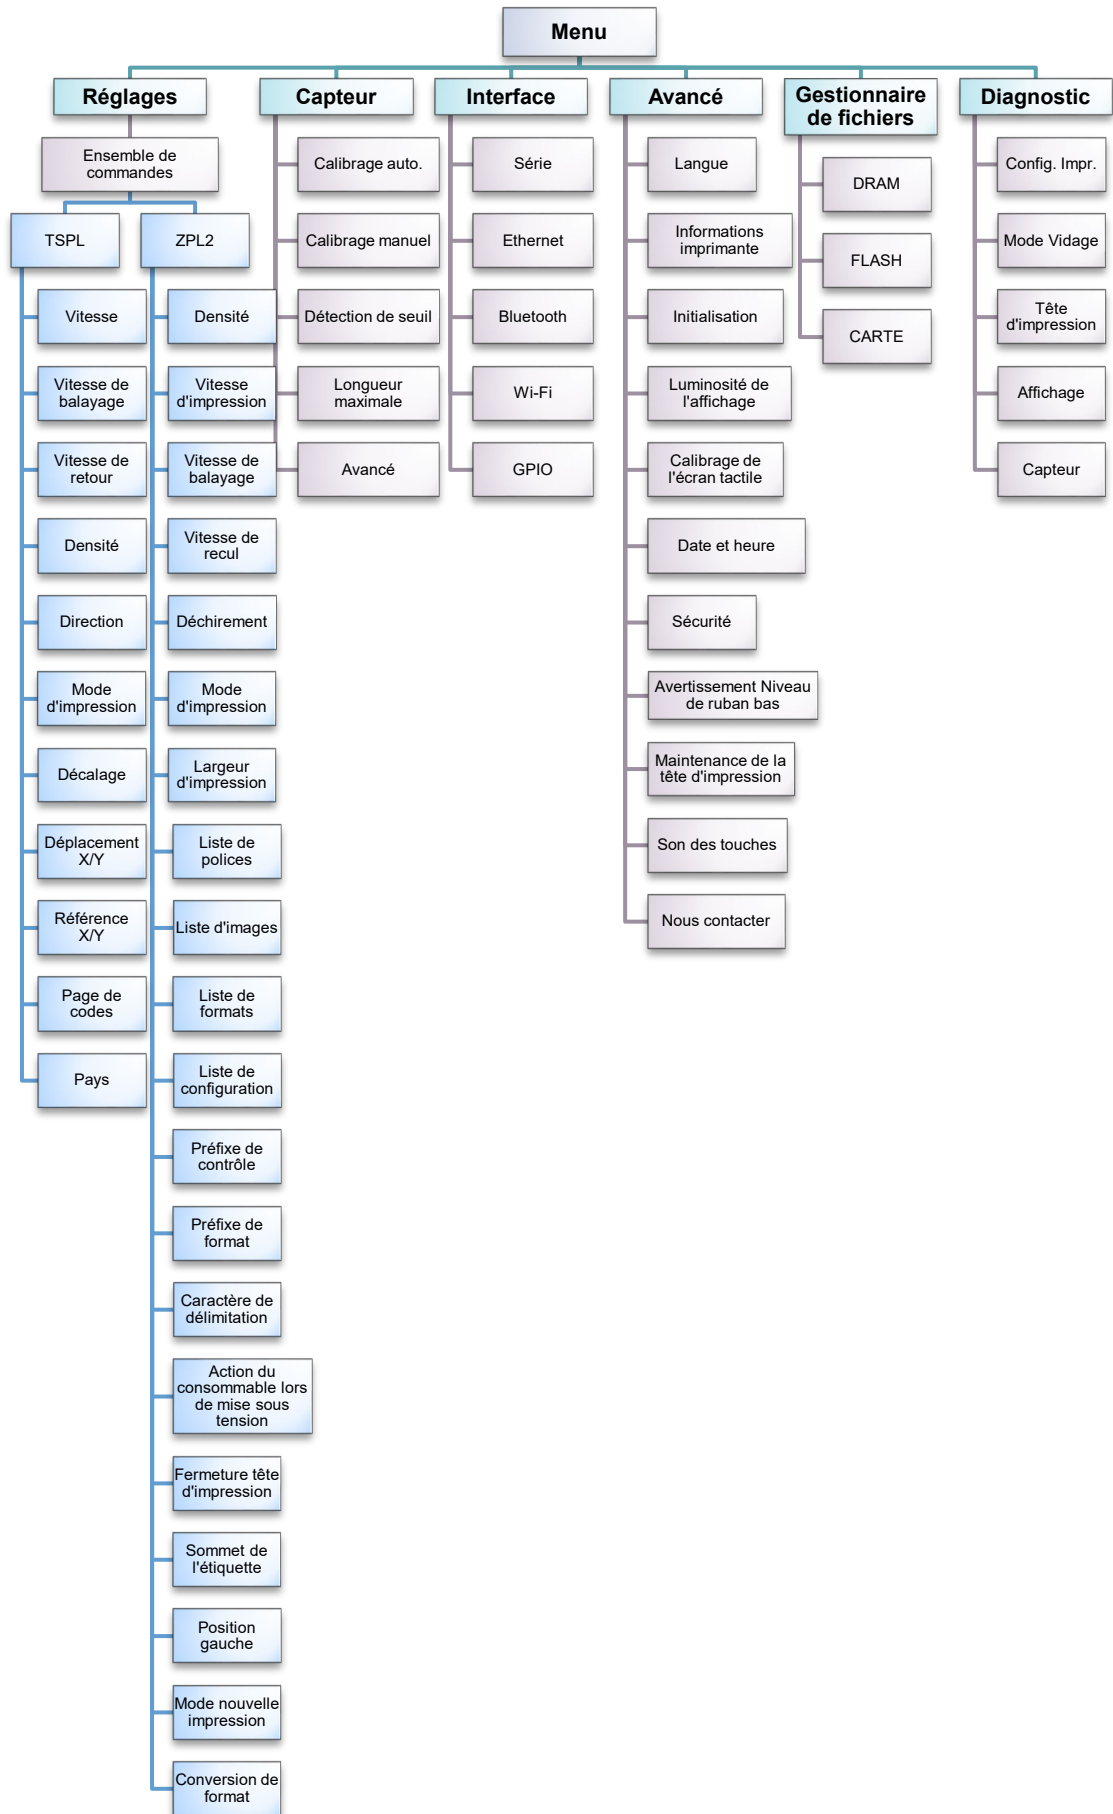 Menu
Réglages
Capteur
Interface
Avancé
Gestionnaire
de fichiers
Diagnostic
Ensemble de
commandes
TSPL
ZPL2
Vitesse
Vitesse de
balayage
Vitesse de
retour
Densité
Direction
Mode
d'impression
Décalage
Déplacement
X/Y
Référence
X/Y
Page de
codes
Pays
Densité
Vitesse
d'impression
Vitesse de
balayage
Vitesse de
recul
Déchirement
Mode
d'impression
Largeur
d'impression
Liste de
polices
Liste d'images
Liste de
formats
Liste de
configuration
Préfixe de
contrôle
Préfixe de
format
Caractère de
délimitation
Action du
consommable lors
de mise sous
tension
Fermeture tête
d'impression
Sommet de
l'étiquette
Position
gauche
Mode nouvelle
impression
Conversion de
format
Calibrage auto.
Calibrage manuel
Détection de seuil
Longueur
maximale
Avancé
Série
Ethernet
Bluetooth
Wi-Fi
GPIO
Langue
Informations
imprimante
Initialisation
Luminosité de
l'affichage
Calibrage de
l'écran tactile
Date et heure
Sécurité
Avertissement Niveau
de ruban bas
Maintenance de la
tête d'impression
Son des touches
Nous contacter
DRAM
FLASH
CARTE
Config. Impr.
Mode Vidage
Tête
d'impression
Affichage
Capteur